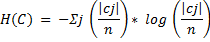 H(C) = −Σj (|cj|/n) ∗ log (|cj|/n)